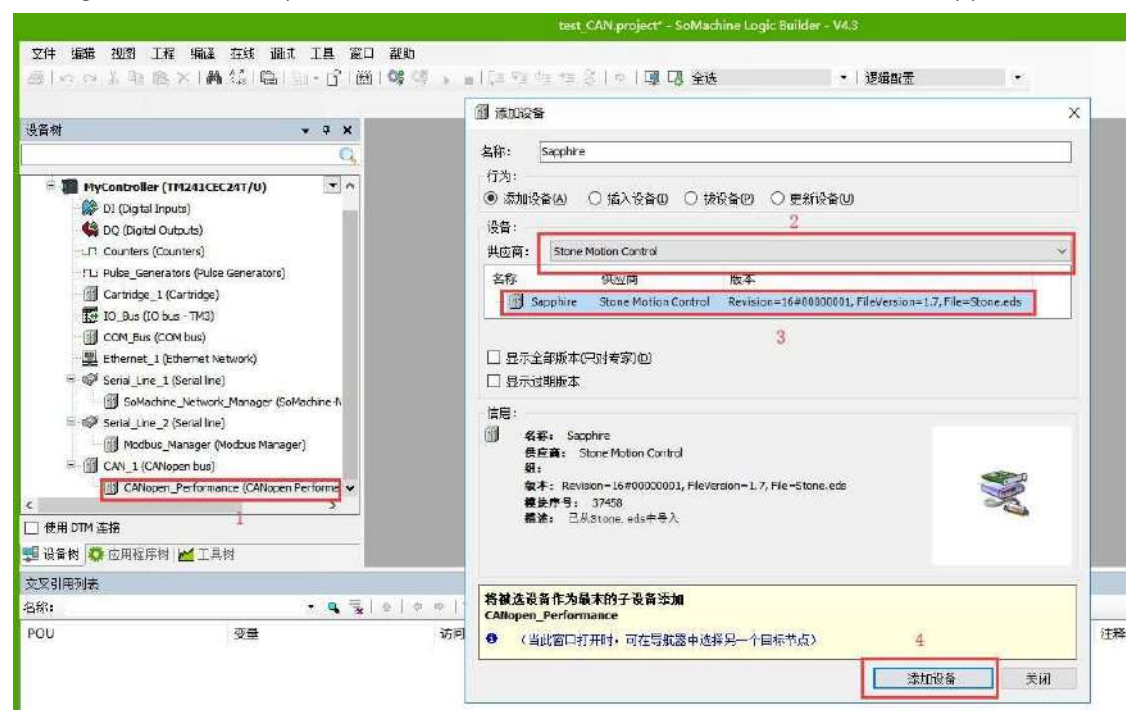 test_CAN.project* - SoMachine Logic Builder - V4.3
文件 编辑 视图 工程 编译 在线 调试 工具 窗口 帮助
全选
逻辑配置
设备树
MyController (TM241CEC24T/U)
DI (Digital Inputs)
DQ (Digital Outputs)
Counters (Counters)
Pulse_Generators (Pulse Generators)
Cartridge_1 (Cartridge)
IO_Bus (IO bus - TM3)
COM_Bus (COM bus)
Ethernet_1 (Ethernet Network)
Serial_Line_1 (Serial line)
SoMachine_Network_Manager (SoMachine-N
Serial_Line_2 (Serial line)
Modbus_Manager (Modbus Manager)
CAN_1 (CANopen bus)
CANopen_Performance (CANopen Performe
1
使用 DTM 连接
设备树 应用程序树 工具树
交叉引用列表
名称:
POU 变量 访问 注释
添加设备 X
名称: Sapphire
行为:
添加设备(A) 插入设备(I) 拔设备(P) 更新设备(U)
设备: 2
供应商: Stone Motion Control
名称 供应商 版本
Sapphire Stone Motion Control Revision=16#00000001, FileVersion=1.7, File=Stone.eds
3
显示全部版本(只对专家)(D)
显示过期版本
信息:
名称: Sapphire
供应商: Stone Motion Control
组:
版本: Revision=16#00000001, FileVersion=1.7, File=Stone.eds
模块序号: 37458
描述: 已从Stone.eds中导入
将被选设备作为最末的子设备添加
CANopen_Performance
(当此窗口打开时,可在导航器中选择另一个目标节点) 4
添加设备 关闭